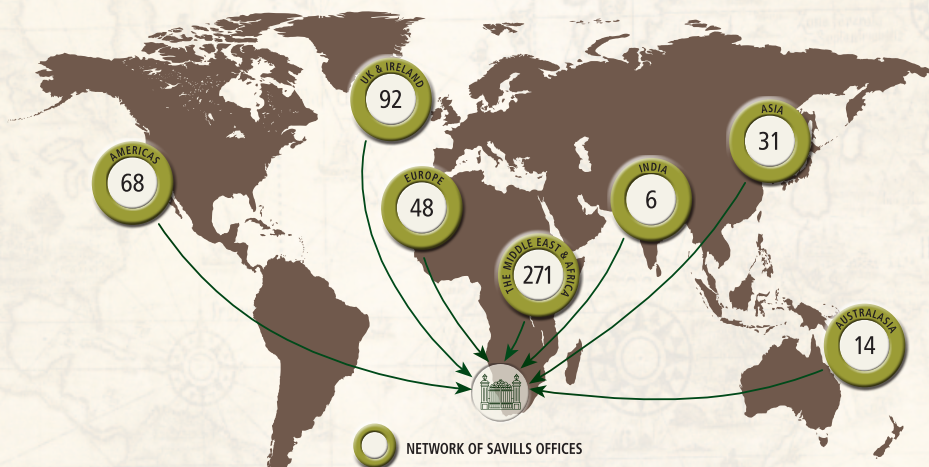 UK & IRELAND
92
AMERICAS
68
EUROPE
48
THE MIDDLE EAST & AFRICA
271
INDIA
6
ASIA
31
AUSTRALASIA
14
NETWORK OF SAVILLS OFFICES